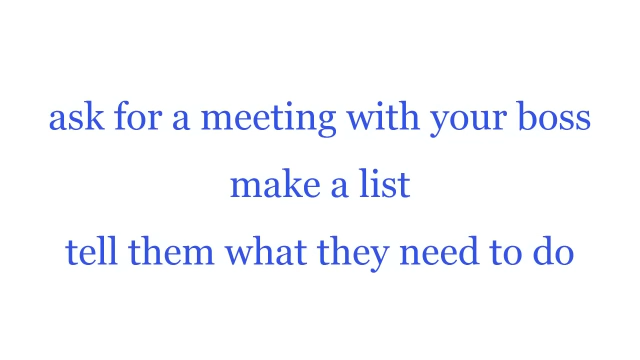 ask for a meeting with your boss
make a list
tell them what they need to do